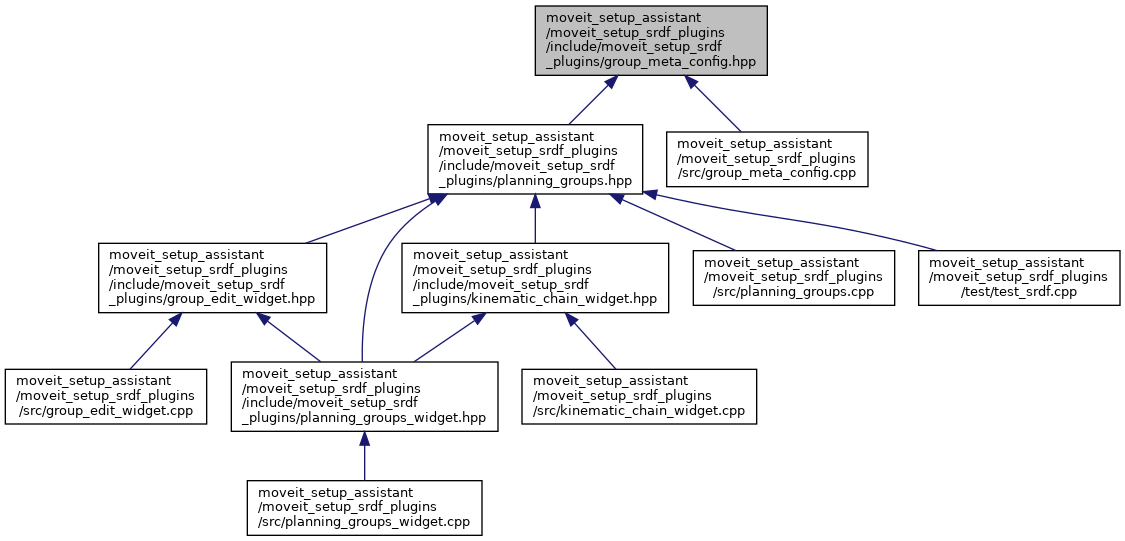 moveit_setup_assistant
/moveit_setup_srdf_plugins
/include/moveit_setup_srdf
_plugins/group_meta_config.hpp
moveit_setup_assistant
/moveit_setup_srdf_plugins
/include/moveit_setup_srdf
_plugins/planning_groups.hpp
moveit_setup_assistant
/moveit_setup_srdf_plugins
/src/group_meta_config.cpp
moveit_setup_assistant
/moveit_setup_srdf_plugins
/include/moveit_setup_srdf
_plugins/group_edit_widget.hpp
moveit_setup_assistant
/moveit_setup_srdf_plugins
/include/moveit_setup_srdf
_plugins/kinematic_chain_widget.hpp
moveit_setup_assistant
/moveit_setup_srdf_plugins
/src/planning_groups.cpp
moveit_setup_assistant
/moveit_setup_srdf_plugins
/test/test_srdf.cpp
moveit_setup_assistant
/moveit_setup_srdf_plugins
/src/group_edit_widget.cpp
moveit_setup_assistant
/moveit_setup_srdf_plugins
/include/moveit_setup_srdf
_plugins/planning_groups_widget.hpp
moveit_setup_assistant
/moveit_setup_srdf_plugins
/src/kinematic_chain_widget.cpp
moveit_setup_assistant
/moveit_setup_srdf_plugins
/src/planning_groups_widget.cpp